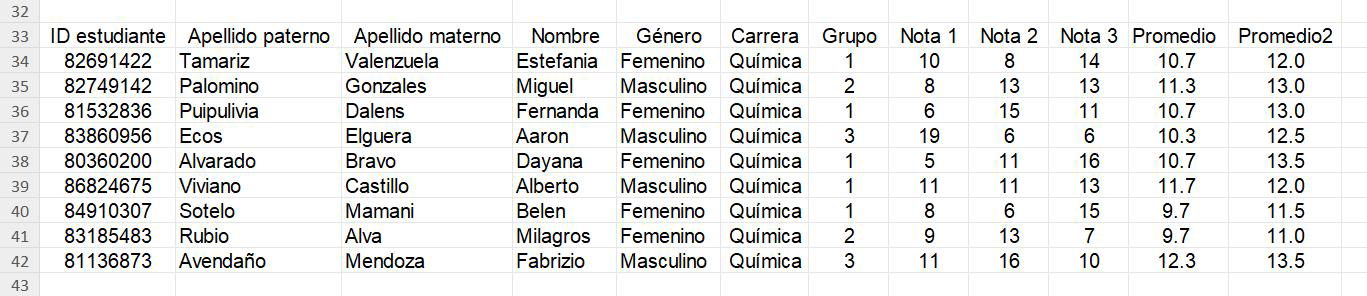 32
33 ID estudiante Apellido paterno Apellido materno Nombre Género Carrera Grupo Nota 1 Nota 2 Nota 3 Promedio Promedio2
34 82691422 Tamariz Valenzuela Estefania Femenino Química 1 10 8 14 10.7 12.0
35 82749142 Palomino Gonzales Miguel Masculino Química 2 8 13 13 11.3 13.0
36 81532836 Puipulivia Dalens Fernanda Femenino Química 1 6 15 11 10.7 13.0
37 83860956 Ecos Elguera Aaron Masculino Química 3 19 6 6 10.3 12.5
38 80360200 Alvarado Bravo Dayana Femenino Química 1 5 11 16 10.7 13.5
39 86824675 Viviano Castillo Alberto Masculino Química 1 11 11 13 11.7 12.0
40 84910307 Sotelo Mamani Belen Femenino Química 1 8 6 15 9.7 11.5
41 83185483 Rubio Alva Milagros Femenino Química 2 9 13 7 9.7 11.0
42 81136873 Avendaño Mendoza Fabrizio Masculino Química 3 11 16 10 12.3 13.5
43